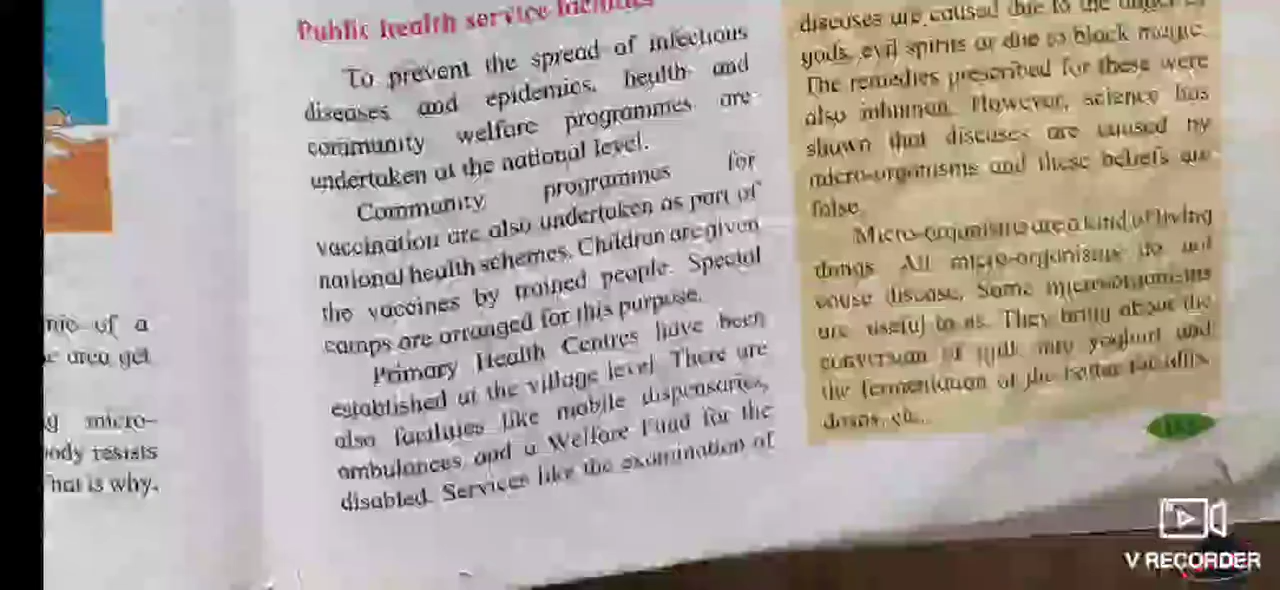 nic of a
area get
g micro-
ody resists
hat is why,
Public health service facilities
To prevent the spread of infectious
diseases and epidemics, health and
community welfare programmes are
undertaken at the national level.
Community programmes for
vaccination are also undertaken as part of
national health schemes. Children are given
the vaccines by trained people. Special
camps are arranged for this purpose.
Primary Health Centres have been
established at the village level. There are
also facilities like mobile dispensaries,
ambulances and a Welfare Fund for the
disabled. Services like the examination of
diseases are caused due to the anger of
gods, evil spirits or due to black magic.
The remedies prescribed for these were
also inhuman. However, science has
shown that diseases are caused by
micro-organisms and these beliefs are
false.
Micro-organisms are a kind of living
things. All micro-organisms do not
cause disease. Some microorganisms
are useful to us. They bring about the
conversion of milk into yoghurt and
the fermentation of the batter for idlis,
dosas, etc.
V RECORDER